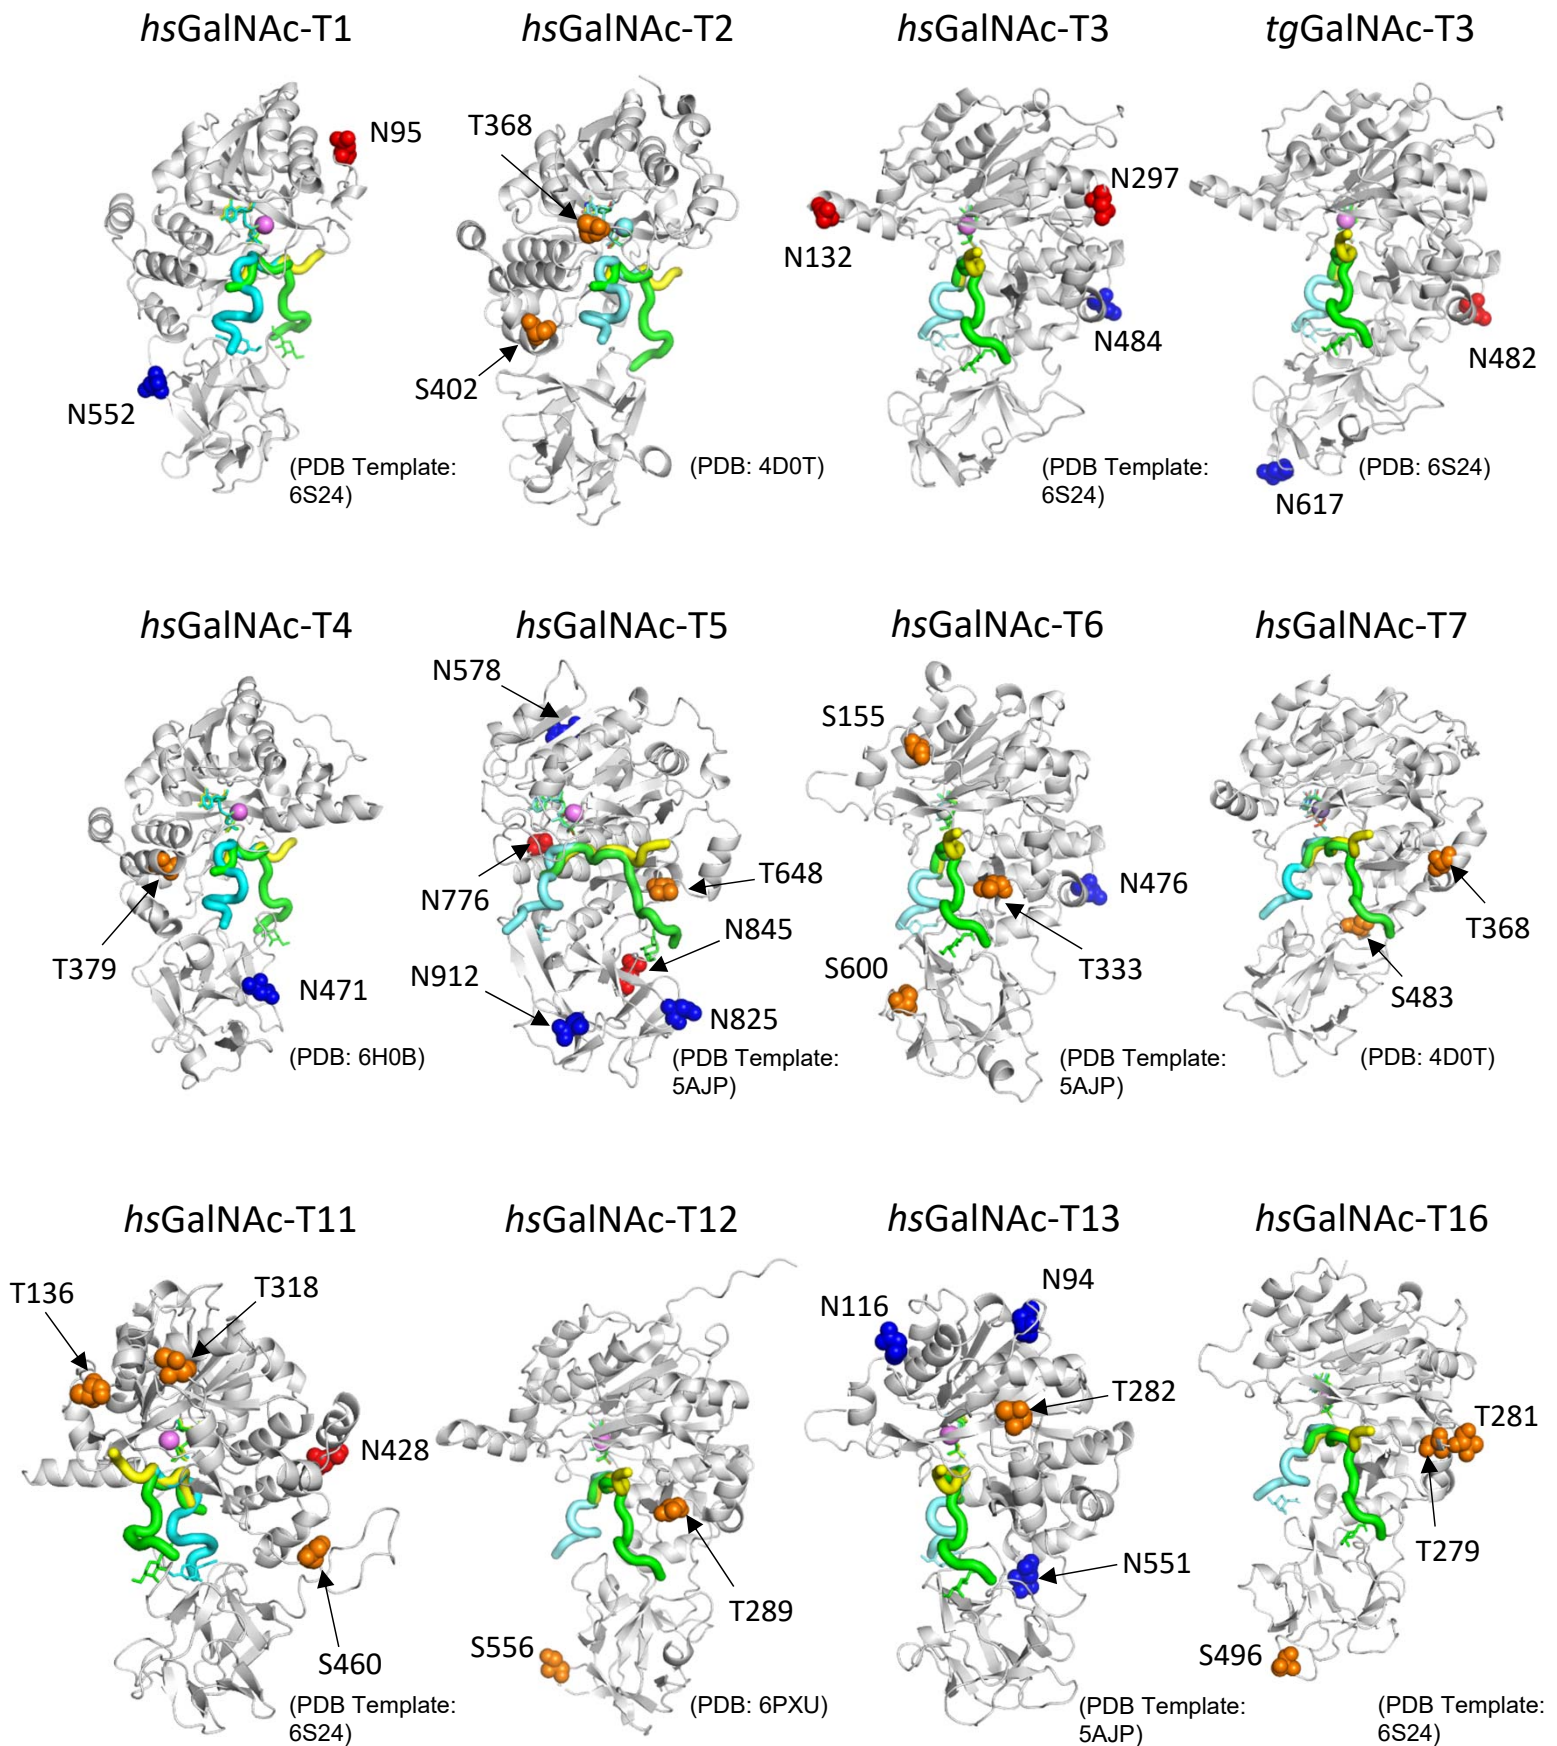 hsGalNAc-T1
hsGalNAc-T2
hsGalNAc-T3
tgGalNAc-T3
N95
N552
(PDB Template:
6S24)
T368
S402
(PDB: 4D0T)
N132
N297
N484
(PDB Template:
6S24)
N482
N617
(PDB: 6S24)
hsGalNAc-T4
hsGalNAc-T5
hsGalNAc-T6
hsGalNAc-T7
T379
N471
(PDB: 6H0B)
N578
N776
T648
N845
N912
N825
(PDB Template:
5AJP)
S155
N476
T333
S600
(PDB Template:
5AJP)
T368
S483
(PDB: 4D0T)
hsGalNAc-T11
hsGalNAc-T12
hsGalNAc-T13
hsGalNAc-T16
T136
T318
N428
S460
(PDB Template:
6S24)
T289
S556
(PDB: 6PXU)
N116
N94
T282
N551
(PDB Template:
5AJP)
T281
T279
S496
(PDB Template:
6S24)